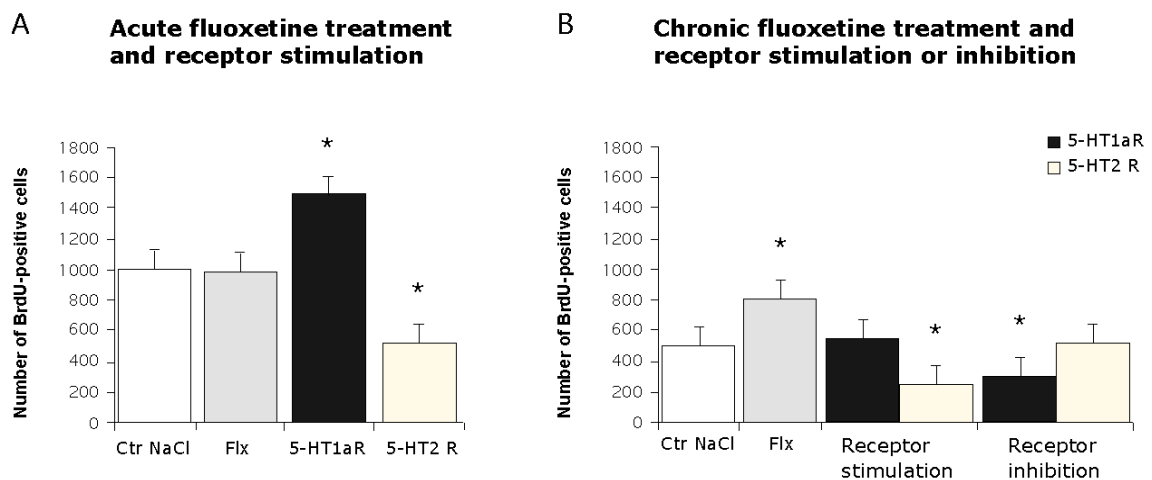 A
Acute fluoxetine treatment
and receptor stimulation
Number of BrdU-positive cells
1800
1600
1400
1200
1000
800
600
400
200
0
*
*
Ctr NaCl
Flx
5-HT1aR
5-HT2 R
B
Chronic fluoxetine treatment and
receptor stimulation or inhibition
5-HT1aR
5-HT2 R
Number of BrdU-positive cells
1800
1600
1400
1200
1000
800
600
400
200
0
*
*
*
Ctr NaCl
Flx
Receptor
stimulation
Receptor
inhibition